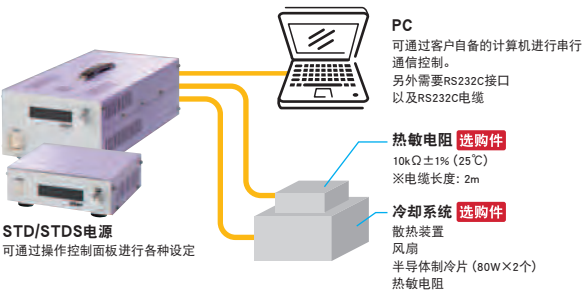 PC
可通过客户自备的计算机进行串行
通信控制。
另外需要RS232C接口
以及RS232C电缆
热敏电阻 选购件
10kΩ±1% (25℃)
※电缆长度: 2m
冷却系统 选购件
散热装置
风扇
半导体制冷片 (80W×2个)
热敏电阻
STD/STDS电源
可通过操作控制面板进行各种设定